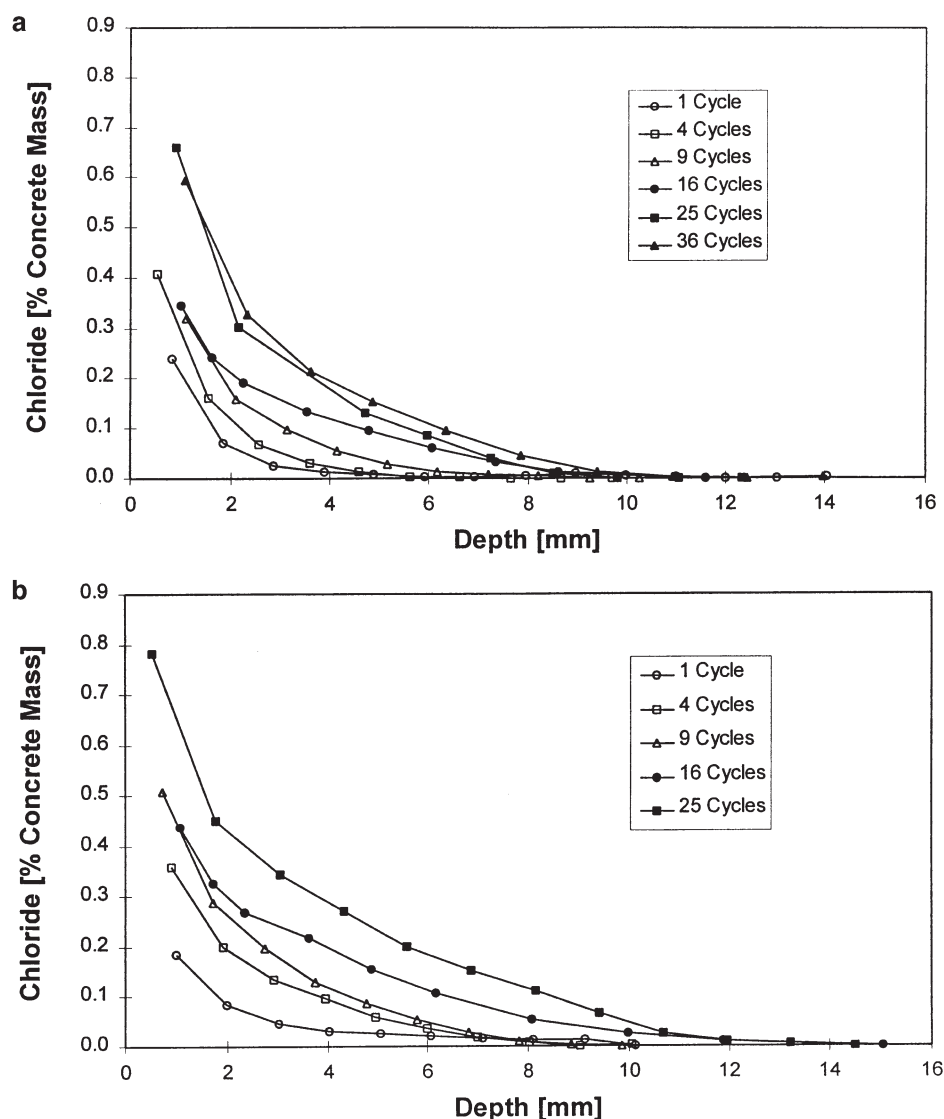 a
Chloride [% Concrete Mass]
0.9
0.8
0.7
0.6
0.5
0.4
0.3
0.2
0.1
0.0
0 2 4 6 8 10 12 14 16
Depth [mm]
1 Cycle
4 Cycles
9 Cycles
16 Cycles
25 Cycles
36 Cycles
b
Chloride [% Concrete Mass]
0.9
0.8
0.7
0.6
0.5
0.4
0.3
0.2
0.1
0.0
0 2 4 6 8 10 12 14 16
Depth [mm]
1 Cycle
4 Cycles
9 Cycles
16 Cycles
25 Cycles